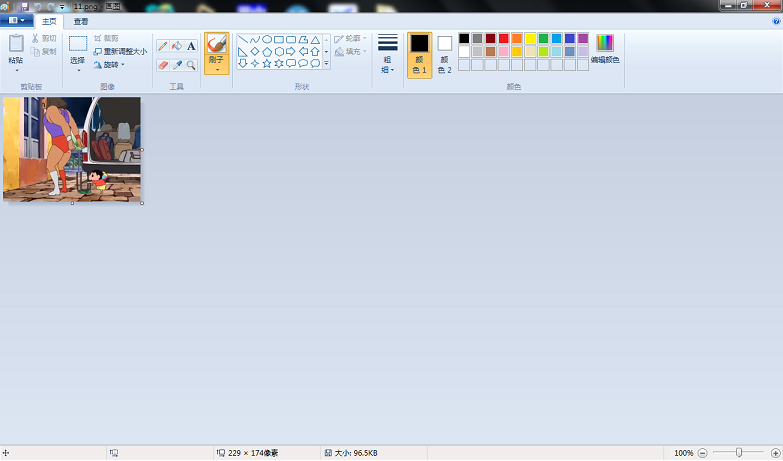 11.png - 画图
主页 查看
剪切
复制
粘贴
裁剪
重新调整大小
旋转
选择
A
刷子
轮廓
填充
粗细
颜色 1
颜色 2
编辑颜色
剪贴板 图像 工具 形状 颜色
229 × 174像素 大小: 96.5KB 100%